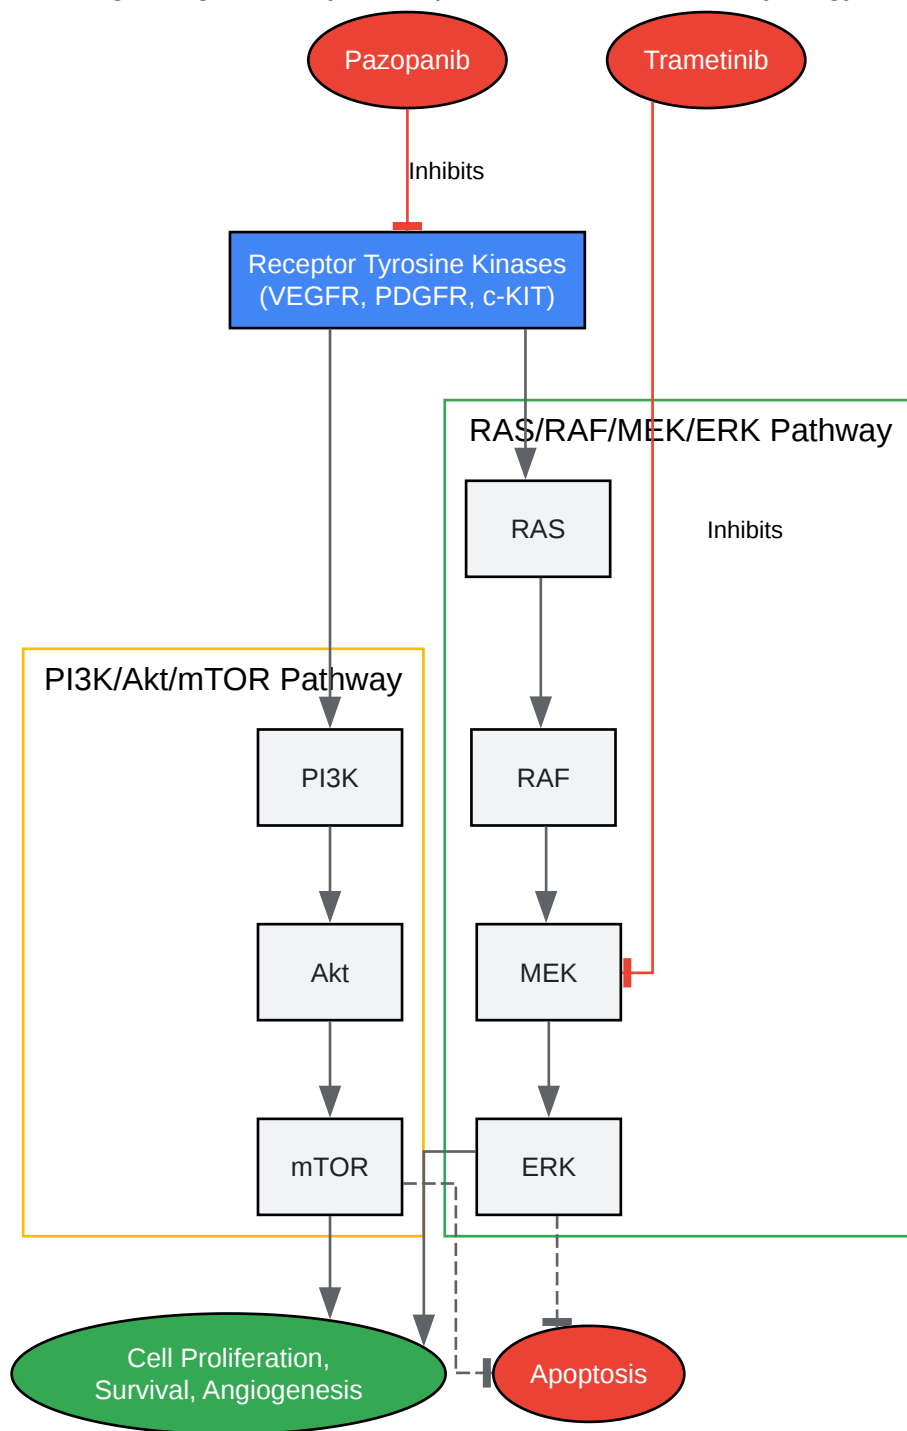 Pazopanib
Trametinib
Inhibits
Receptor Tyrosine Kinases
(VEGFR, PDGFR, c-KIT)
RAS/RAF/MEK/ERK Pathway
RAS
Inhibits
PI3K/Akt/mTOR Pathway
PI3K
RAF
Akt
MEK
mTOR
ERK
Cell Proliferation,
Survival, Angiogenesis
Apoptosis